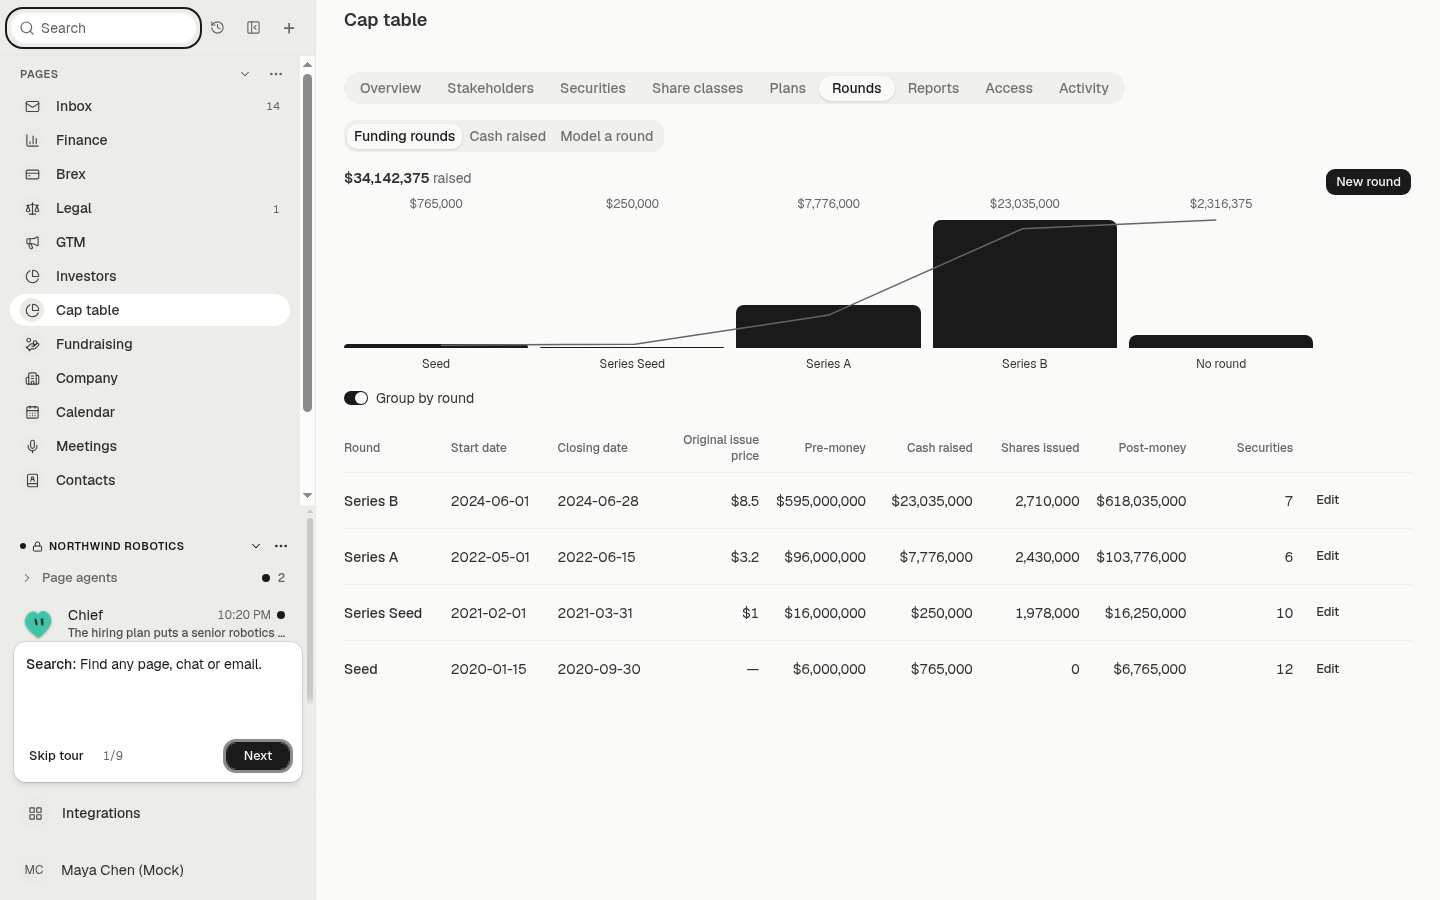 Search
PAGES
Inbox 14
Finance
Brex
Legal 1
GTM
Investors
Cap table
Fundraising
Company
Calendar
Meetings
Contacts
NORTHWIND ROBOTICS
Page agents 2
Chief 10:20 PM
The hiring plan puts a senior robotics ...
Search: Find any page, chat or email.
Skip tour 1/9 Next
Integrations
MC Maya Chen (Mock)
Cap table
Overview Stakeholders Securities Share classes Plans Rounds Reports Access Activity
Funding rounds Cash raised Model a round
$34,142,375 raised
New round
$765,000 $250,000 $7,776,000 $23,035,000 $2,316,375
Seed Series Seed Series A Series B No round
Group by round
Round Start date Closing date Original issue price Pre-money Cash raised Shares issued Post-money Securities
Series B 2024-06-01 2024-06-28 $8.5 $595,000,000 $23,035,000 2,710,000 $618,035,000 7 Edit
Series A 2022-05-01 2022-06-15 $3.2 $96,000,000 $7,776,000 2,430,000 $103,776,000 6 Edit
Series Seed 2021-02-01 2021-03-31 $1 $16,000,000 $250,000 1,978,000 $16,250,000 10 Edit
Seed 2020-01-15 2020-09-30 — $6,000,000 $765,000 0 $6,765,000 12 Edit